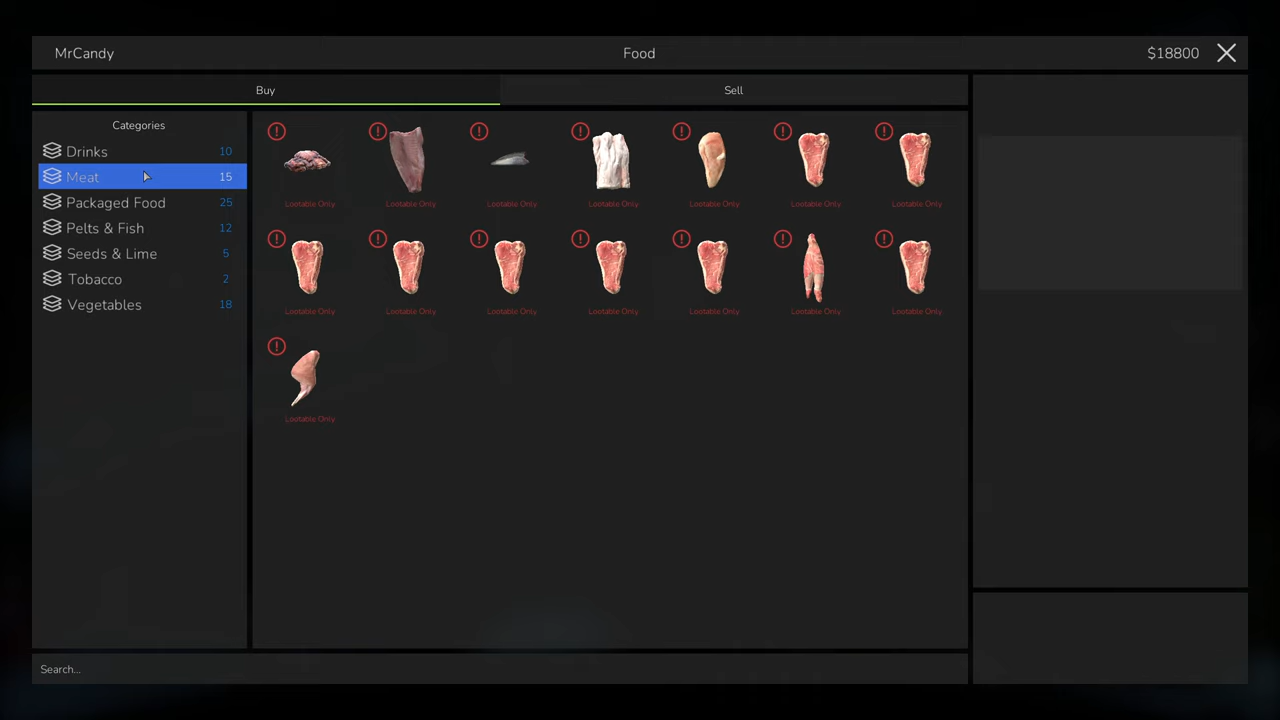 MrCandy Food $18800
Buy Sell
Categories
Drinks 10
Meat 15
Packaged Food 25
Pelts & Fish 12
Seeds & Lime 5
Tobacco 2
Vegetables 18
Lootable Only Lootable Only Lootable Only Lootable Only Lootable Only Lootable Only Lootable Only
Lootable Only Lootable Only Lootable Only Lootable Only Lootable Only Lootable Only Lootable Only
Lootable Only
Search...